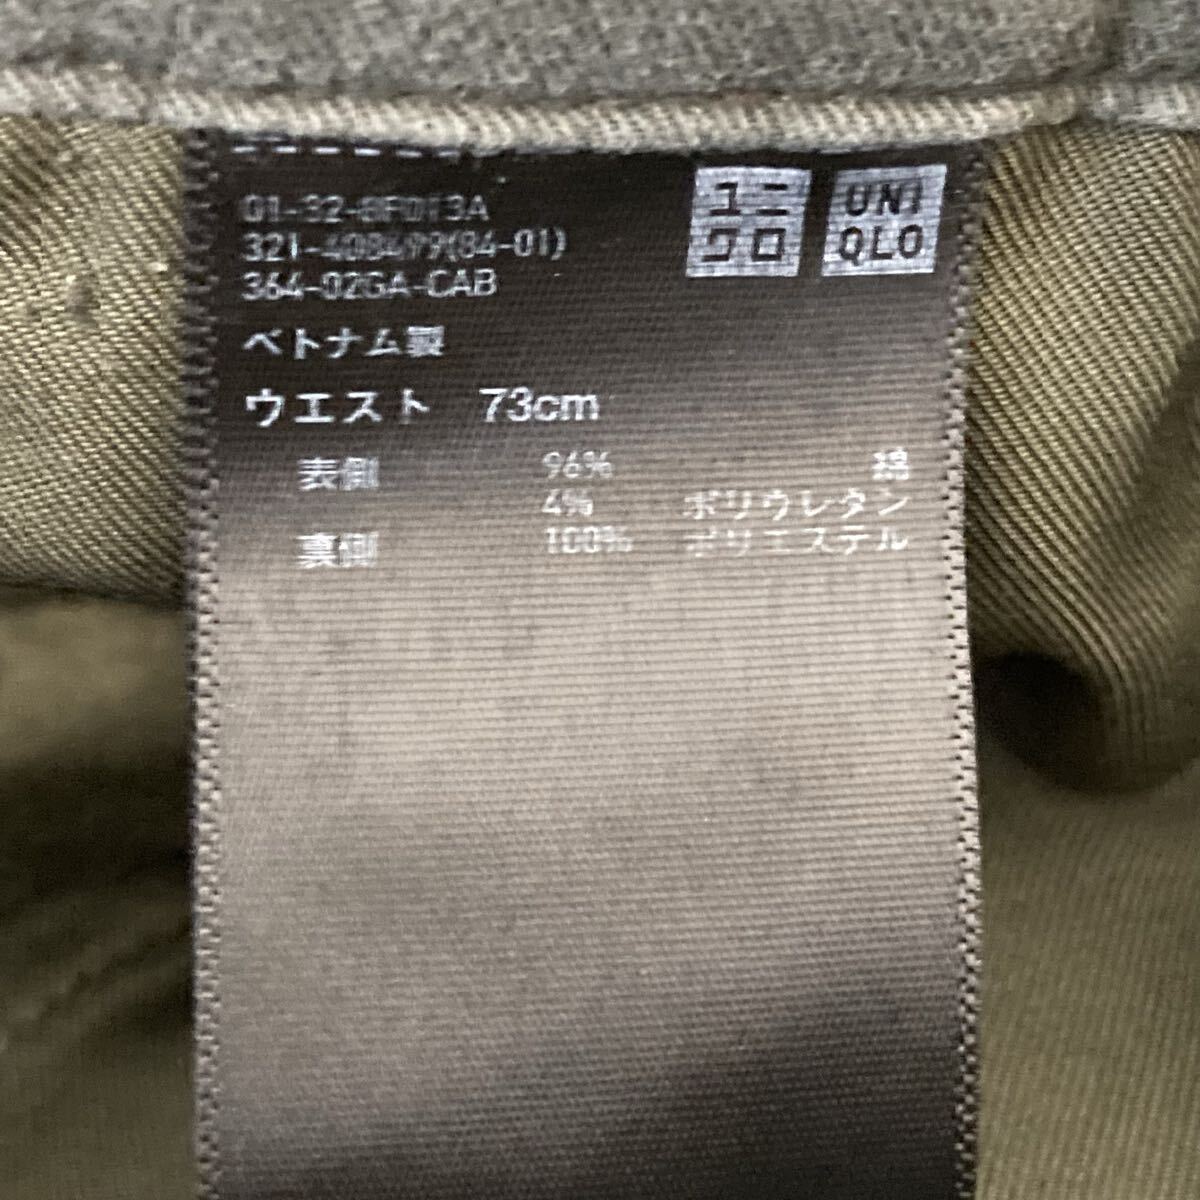 ユニ
クロ
UNI
QLO
01-32-8F013A
321-408499(84-01)
364-02GA-CAB
ベトナム製
ウエスト 73cm
表側 96% 綿
4% ポリウレタン
裏側 100% ポリエステル